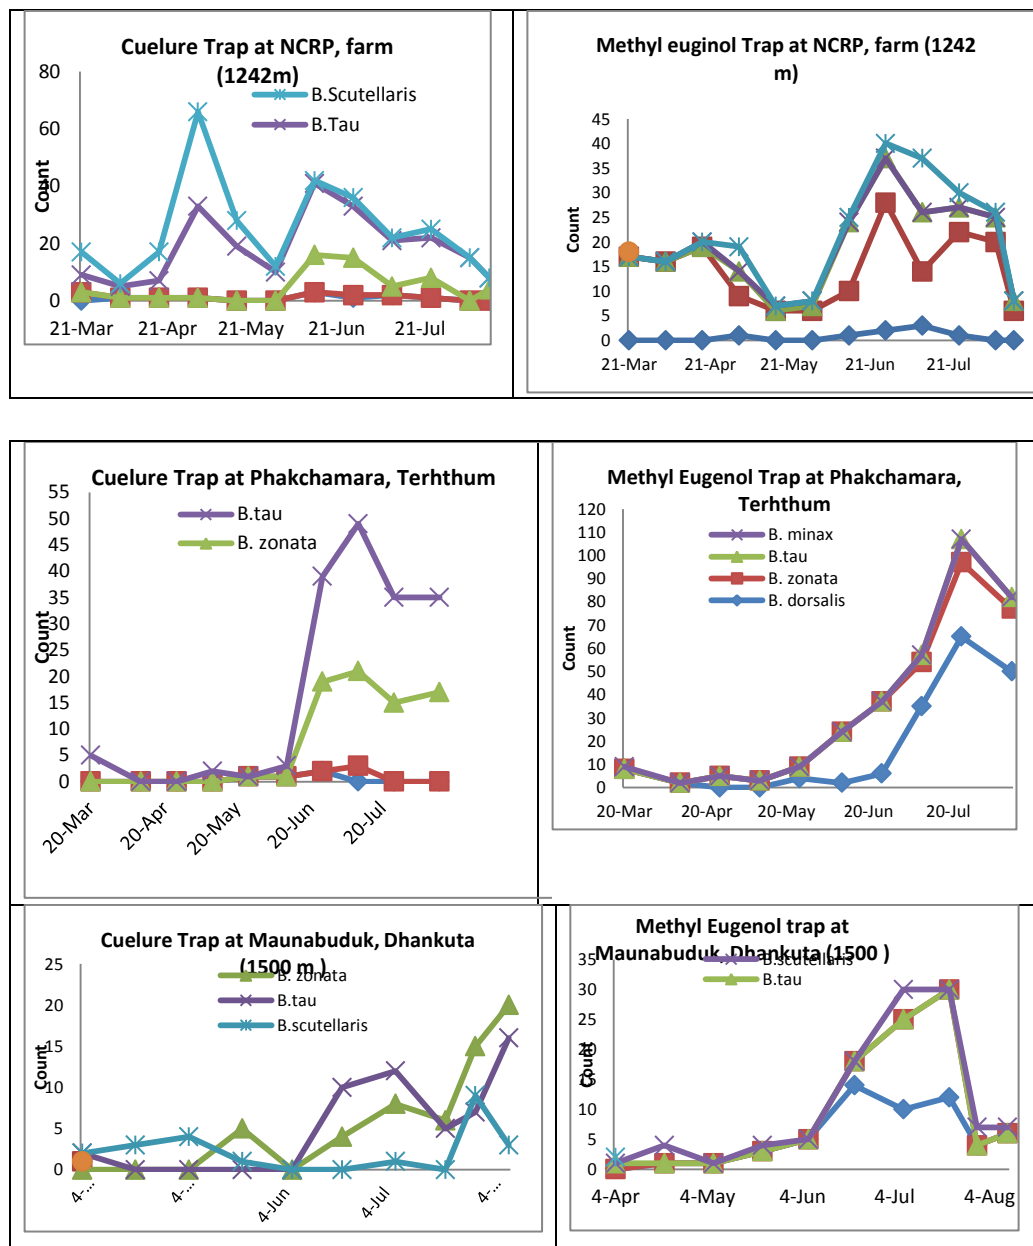 Cuelure Trap at NCRP, farm
(1242m)
80
60
40
20
0
Count
B.Scutellaris
B.Tau
21-Mar 21-Apr 21-May 21-Jun 21-Jul
Methyl euginol Trap at NCRP, farm (1242
m)
45
40
35
30
25
20
15
10
5
0
Count
21-Mar 21-Apr 21-May 21-Jun 21-Jul
Cuelure Trap at Phakchamara, Terhthum
55
50
45
40
35
30
25
20
15
10
5
0
Count
B.tau
B. zonata
20-Mar 20-Apr 20-May 20-Jun 20-Jul
Methyl Eugenol Trap at Phakchamara,
Terhthum
120
110
100
90
80
70
60
50
40
30
20
10
0
Count
B. minax
B.tau
B. zonata
B. dorsalis
20-Mar 20-Apr 20-May 20-Jun 20-Jul
Cuelure Trap at Maunabuduk, Dhankuta
(1500 m )
25
20
15
10
5
0
Count
B. zonata
B.tau
B.scutellaris
4-... 4-... 4-Jun 4-Jul 4-...
Methyl Eugenol trap at
Maunabuduk, Dhankuta (1500 )
35
30
25
20
15
10
5
0
Count
B.scutellaris
B.tau
4-Apr 4-May 4-Jun 4-Jul 4-Aug